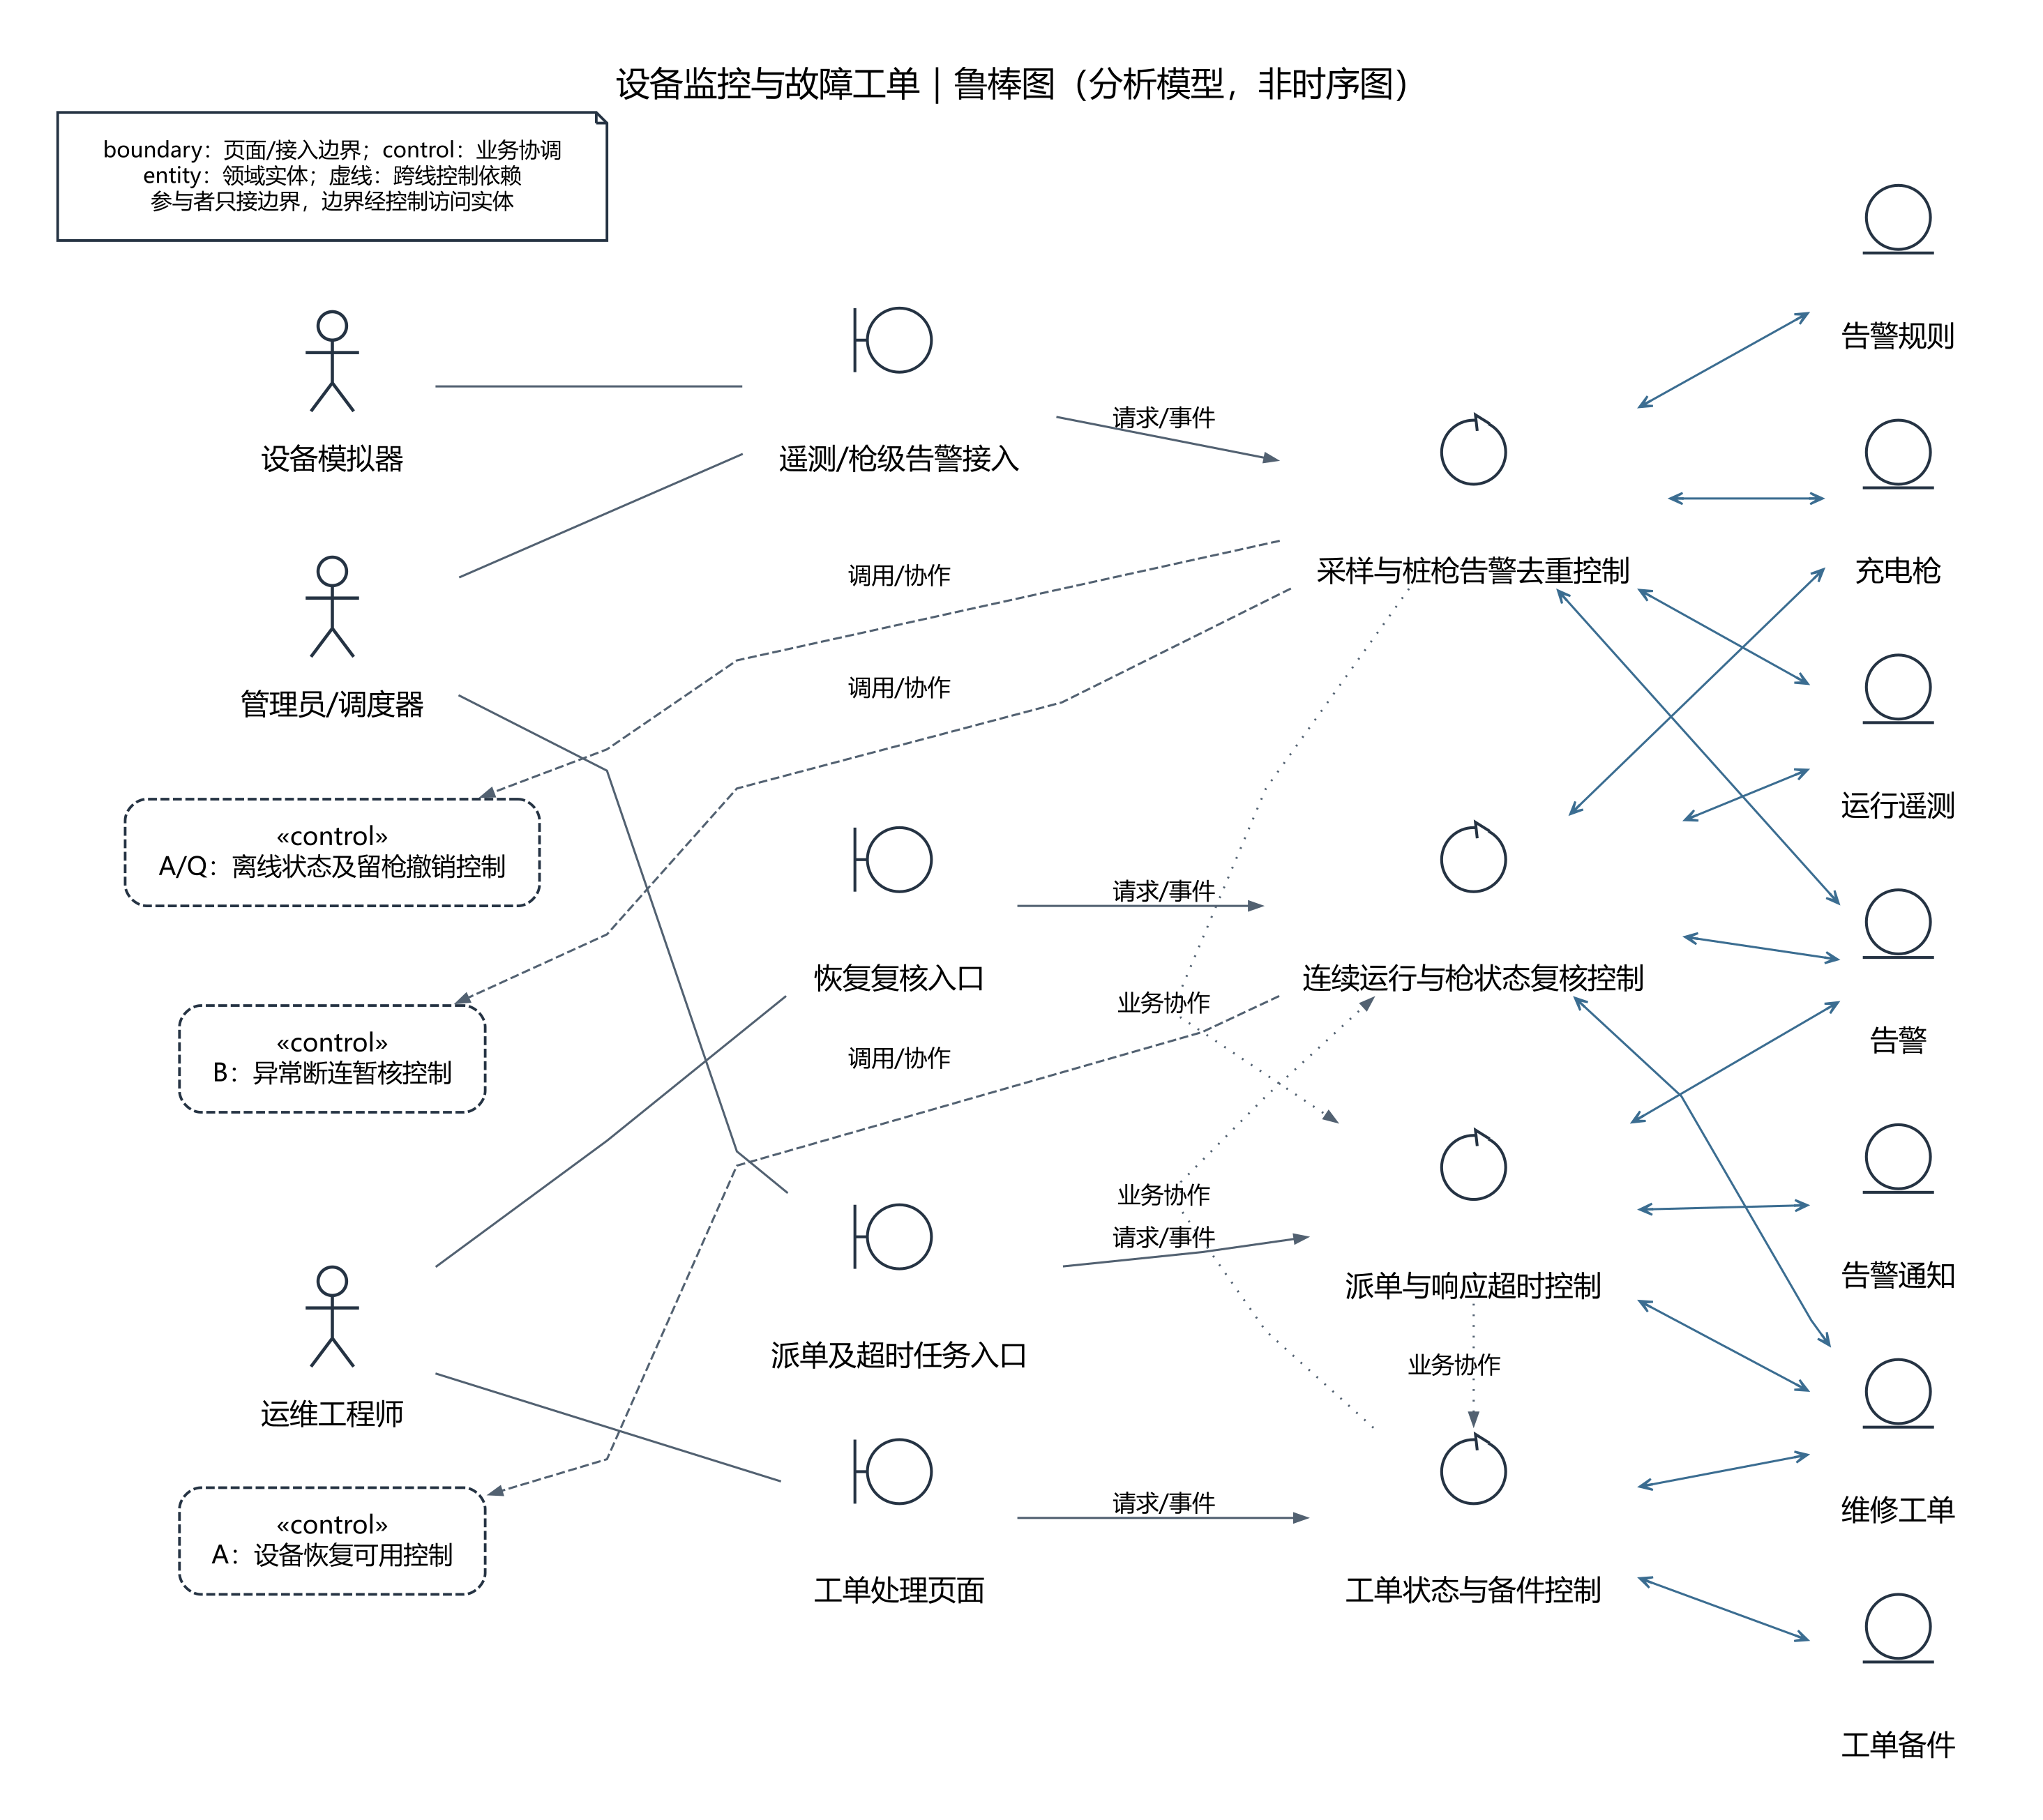 设备监控与故障工单｜鲁棒图（分析模型，非时序图）
boundary：页面/接入边界；control：业务协调
entity：领域实体；虚线：跨线控制依赖
参与者只接边界，边界经控制访问实体
告警规则
设备模拟器
遥测/枪级告警接入
请求/事件
采样与桩枪告警去重控制
充电枪
调用/协作
管理员/调度器
调用/协作
运行遥测
«control»
A/Q：离线状态及留枪撤销控制
请求/事件
恢复复核入口
连续运行与枪状态复核控制
业务协作
告警
«control»
B：异常断连暂核控制
调用/协作
业务协作
请求/事件
派单与响应超时控制
告警通知
派单及超时任务入口
业务协作
运维工程师
请求/事件
维修工单
«control»
A：设备恢复可用控制
工单处理页面
工单状态与备件控制
工单备件